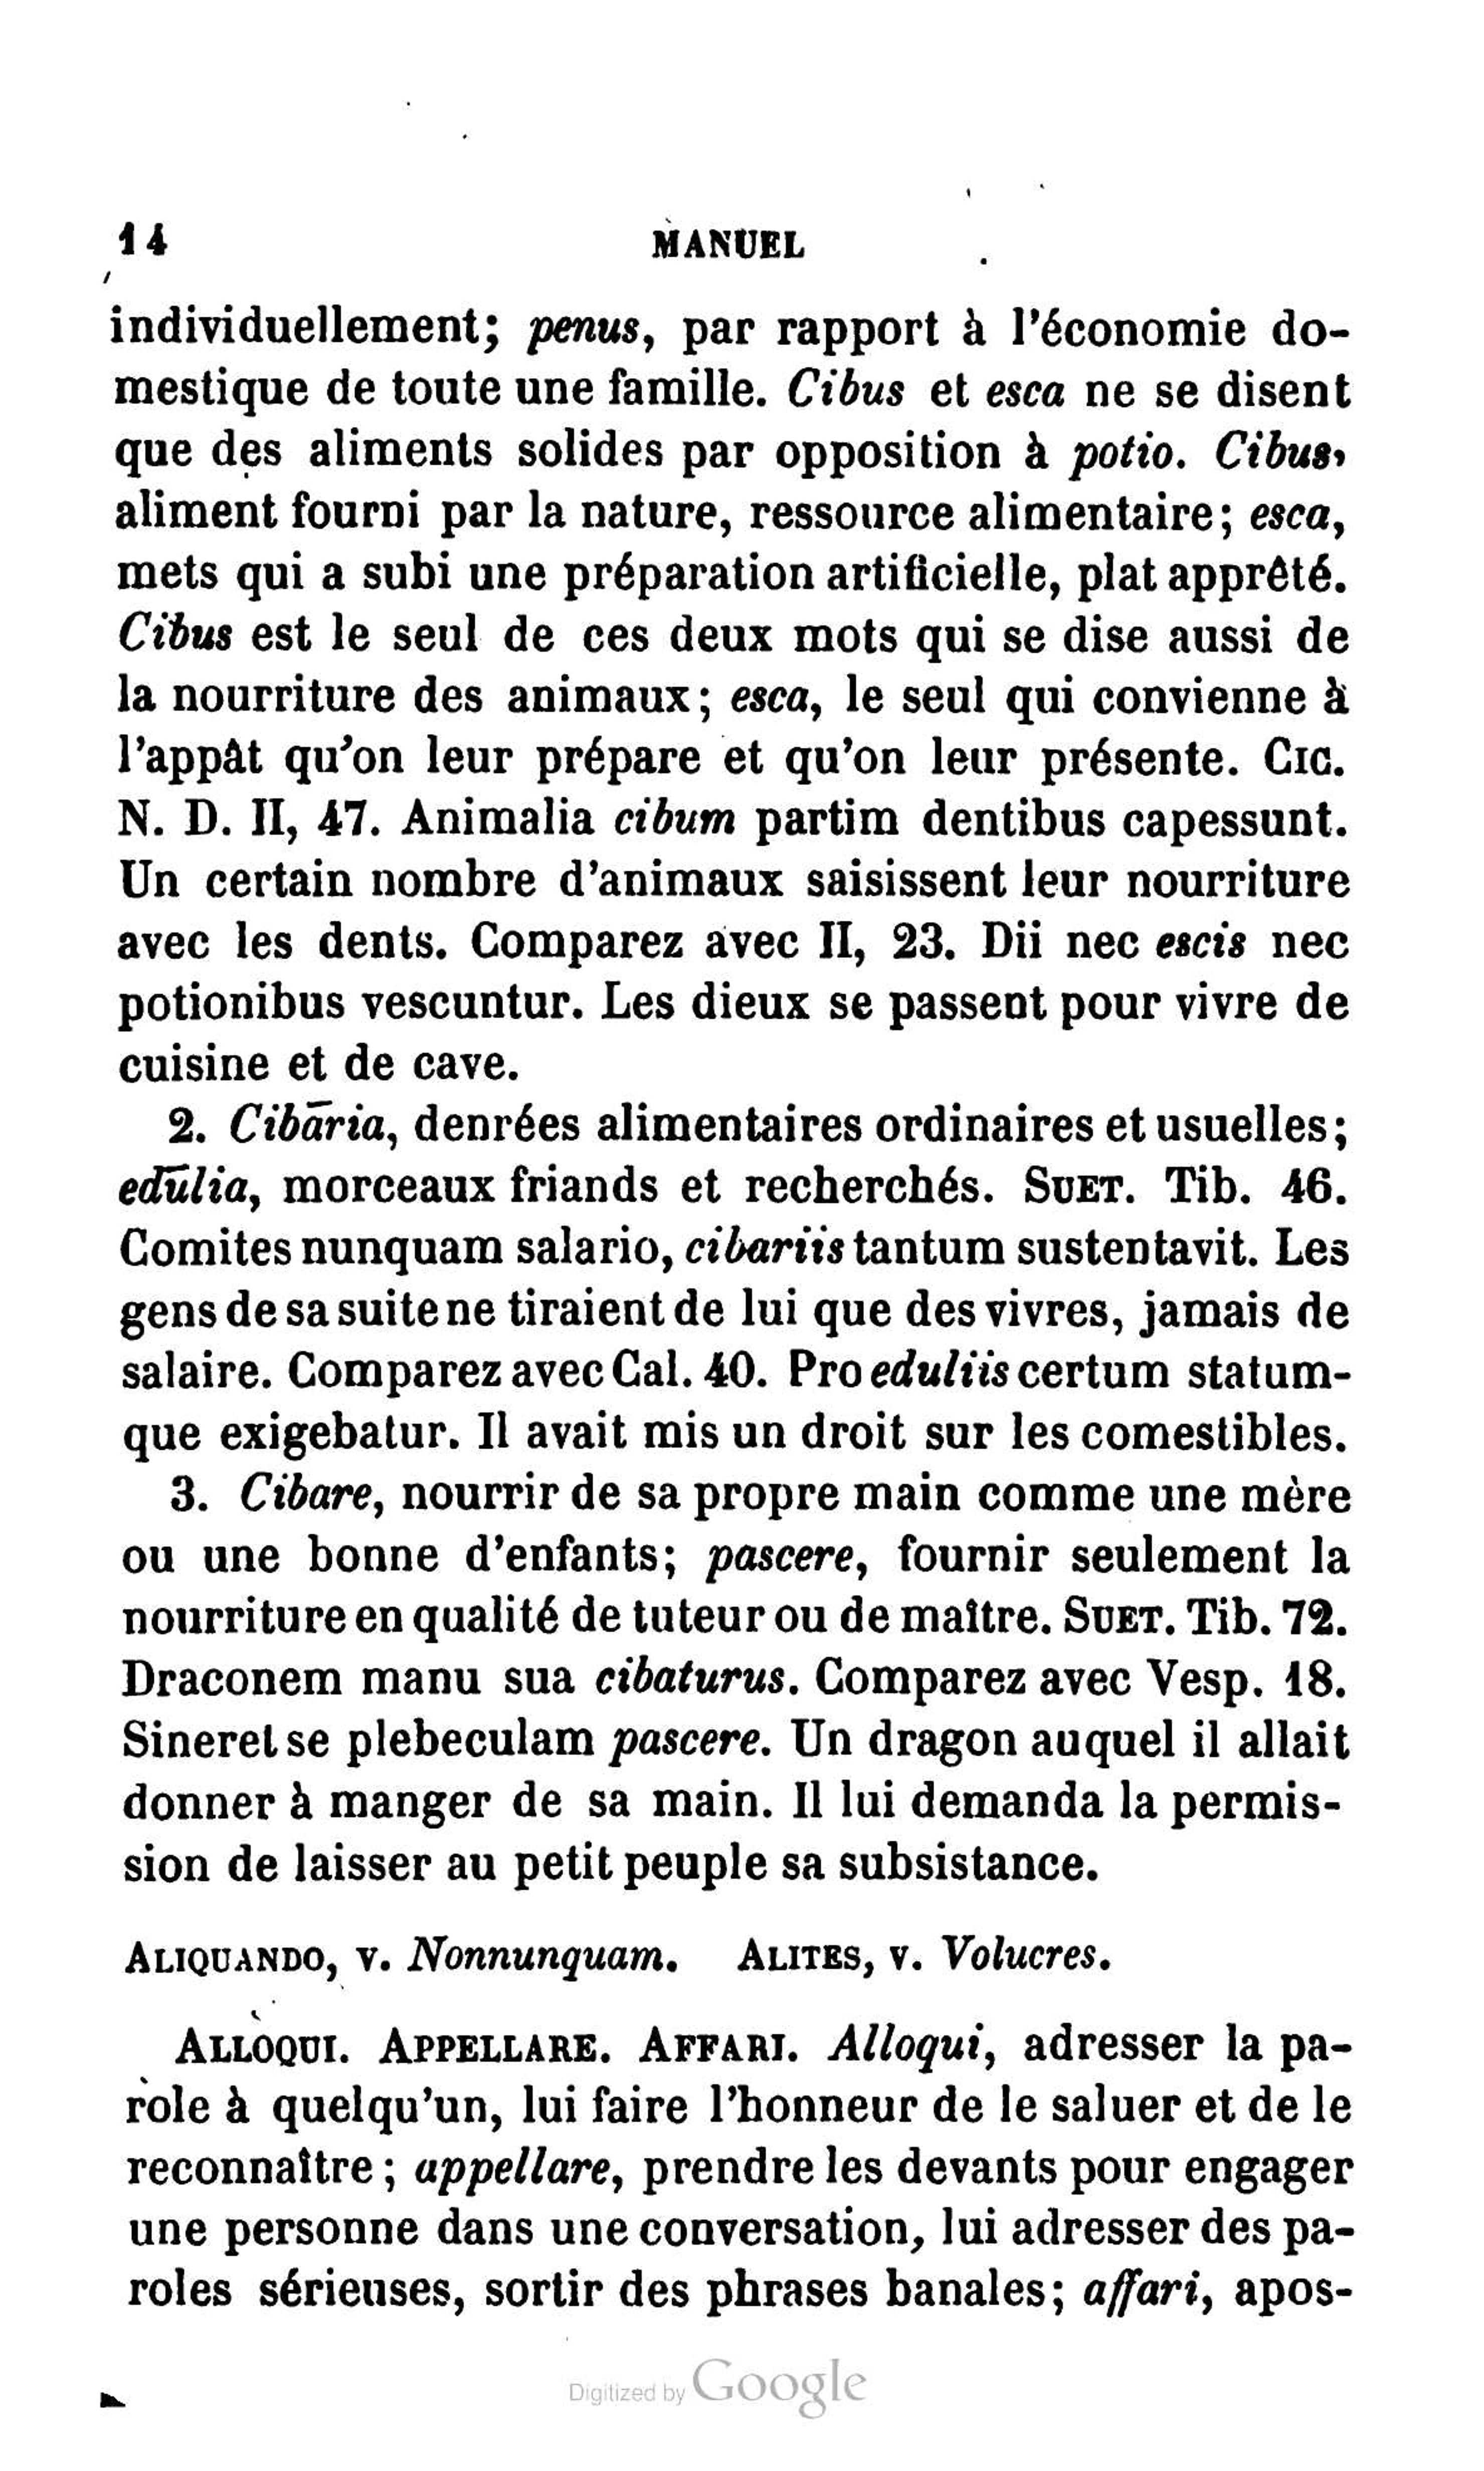 14 MANUEL
individuellement; penus, par rapport à l'économie do-
mestique de toute une famille. Cibus et esca ne se disent
que des aliments solides par opposition à potio. Cibus,
aliment fourni par la nature, ressource alimentaire; esca,
mets qui a subi une préparation artificielle, plat apprêté.
Cibus est le seul de ces deux mots qui se dise aussi de
la nourriture des animaux; esca, le seul qui convienne à
l'appât qu'on leur prépare et qu'on leur présente. CIC.
N. D. II, 47. Animalia cibum partim dentibus capessunt.
Un certain nombre d'animaux saisissent leur nourriture
avec les dents. Comparez avec II, 23. Dii nec escis nec
potionibus vescuntur. Les dieux se passent pour vivre de
cuisine et de cave.
2. Cibāria, denrées alimentaires ordinaires et usuelles;
edūlia, morceaux friands et recherchés. SUET. Tib. 46.
Comites nunquam salario, cibariis tantum sustentavit. Les
gens de sa suite ne tiraient de lui que des vivres, jamais de
salaire. Comparez avec Cal. 40. Pro eduliis certum statum-
que exigebatur. Il avait mis un droit sur les comestibles.
3. Cibare, nourrir de sa propre main comme une mère
ou une bonne d'enfants; pascere, fournir seulement la
nourriture en qualité de tuteur ou de maître. SUET. Tib. 72.
Draconem manu sua cibaturus. Comparez avec Vesp. 18.
Sineret se plebeculam pascere. Un dragon auquel il allait
donner à manger de sa main. Il lui demanda la permis-
sion de laisser au petit peuple sa subsistance.
ALIQUANDO, v. Nonnunquam. ALITES, v. Volucres.
ALLOQUI. APPELLARE. AFFARI. Alloqui, adresser la pa-
role à quelqu'un, lui faire l'honneur de le saluer et de le
reconnaître; appellare, prendre les devants pour engager
une personne dans une conversation, lui adresser des pa-
roles sérieuses, sortir des phrases banales; affari, apos-
Digitized by Google